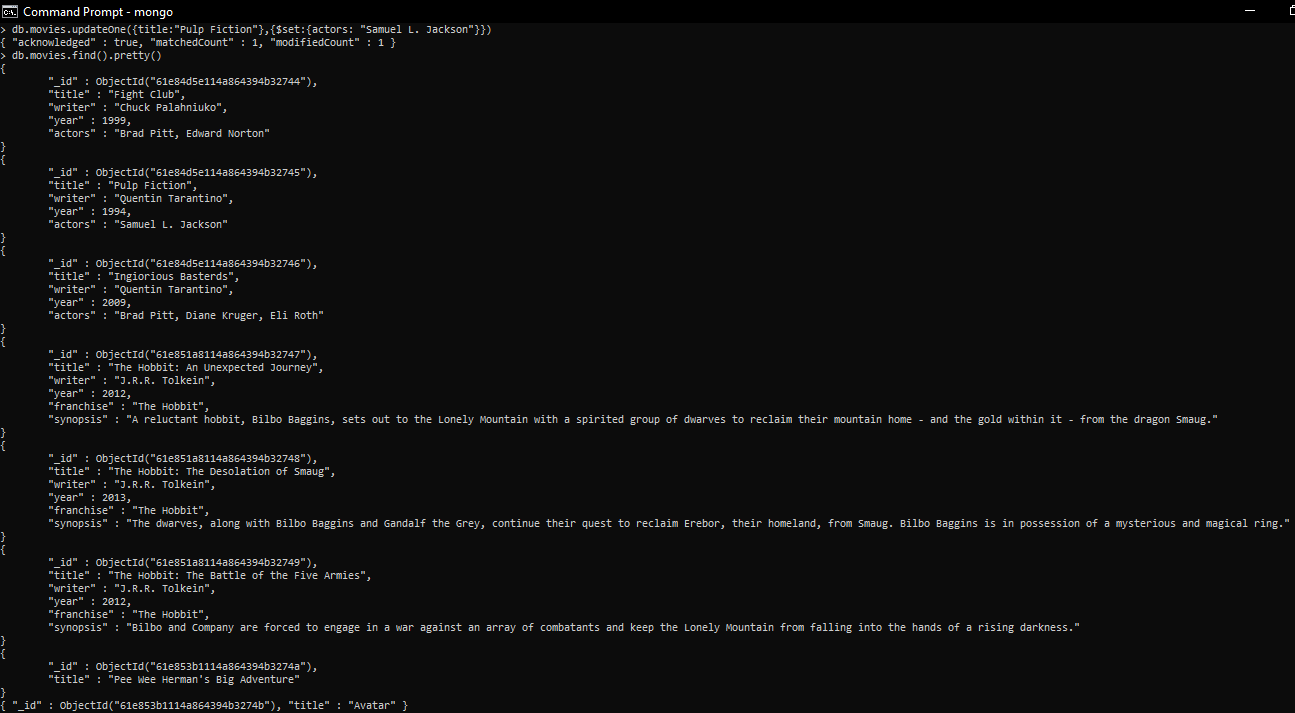 Command Prompt - mongo
> db.movies.updateOne({title:"Pulp Fiction"},{$set:{actors: "Samuel L. Jackson"}})
{ "acknowledged" : true, "matchedCount" : 1, "modifiedCount" : 1 }
> db.movies.find().pretty()
{
"_id" : ObjectId("61e84d5e114a864394b32744"),
"title" : "Fight Club",
"writer" : "Chuck Palahniuko",
"year" : 1999,
"actors" : "Brad Pitt, Edward Norton"
}
{
"_id" : ObjectId("61e84d5e114a864394b32745"),
"title" : "Pulp Fiction",
"writer" : "Quentin Tarantino",
"year" : 1994,
"actors" : "Samuel L. Jackson"
}
{
"_id" : ObjectId("61e84d5e114a864394b32746"),
"title" : "Ingiorious Basterds",
"writer" : "Quentin Tarantino",
"year" : 2009,
"actors" : "Brad Pitt, Diane Kruger, Eli Roth"
}
{
"_id" : ObjectId("61e851a8114a864394b32747"),
"title" : "The Hobbit: An Unexpected Journey",
"writer" : "J.R.R. Tolkein",
"year" : 2012,
"franchise" : "The Hobbit",
"synopsis" : "A reluctant hobbit, Bilbo Baggins, sets out to the Lonely Mountain with a spirited group of dwarves to reclaim their mountain home - and the gold within it - from the dragon Smaug."
}
{
"_id" : ObjectId("61e851a8114a864394b32748"),
"title" : "The Hobbit: The Desolation of Smaug",
"writer" : "J.R.R. Tolkein",
"year" : 2013,
"franchise" : "The Hobbit",
"synopsis" : "The dwarves, along with Bilbo Baggins and Gandalf the Grey, continue their quest to reclaim Erebor, their homeland, from Smaug. Bilbo Baggins is in possession of a mysterious and magical ring."
}
{
"_id" : ObjectId("61e851a8114a864394b32749"),
"title" : "The Hobbit: The Battle of the Five Armies",
"writer" : "J.R.R. Tolkein",
"year" : 2012,
"franchise" : "The Hobbit",
"synopsis" : "Bilbo and Company are forced to engage in a war against an array of combatants and keep the Lonely Mountain from falling into the hands of a rising darkness."
}
{
"_id" : ObjectId("61e853b1114a864394b3274a"),
"title" : "Pee Wee Herman's Big Adventure"
}
{ "_id" : ObjectId("61e853b1114a864394b3274b"), "title" : "Avatar" }